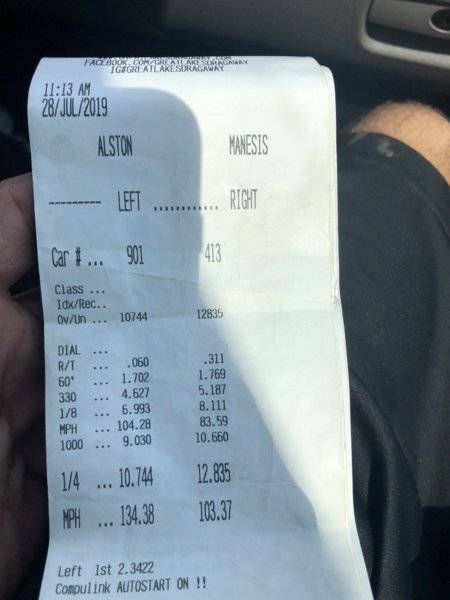 FACEBOOK.COM/GREATLAKESDRAGAWAY
IG#GREATLAKESDRAGAWAY
11:13 AM
28/JUL/2019
ALSTON MANESIS
--------- LEFT ............ RIGHT
Car # ... 901 413
Class ...
Idx/Rec..
Ov/Un ... 10744 12835
DIAL ...
R/T ... .060 .311
60' ... 1.702 1.769
330 ... 4.627 5.187
1/8 ... 6.993 8.111
MPH ... 104.28 83.59
1000 ... 9.030 10.660
1/4 ... 10.744 12.835
MPH ... 134.38 103.37
Left 1st 2.3422
Compulink AUTOSTART ON !!